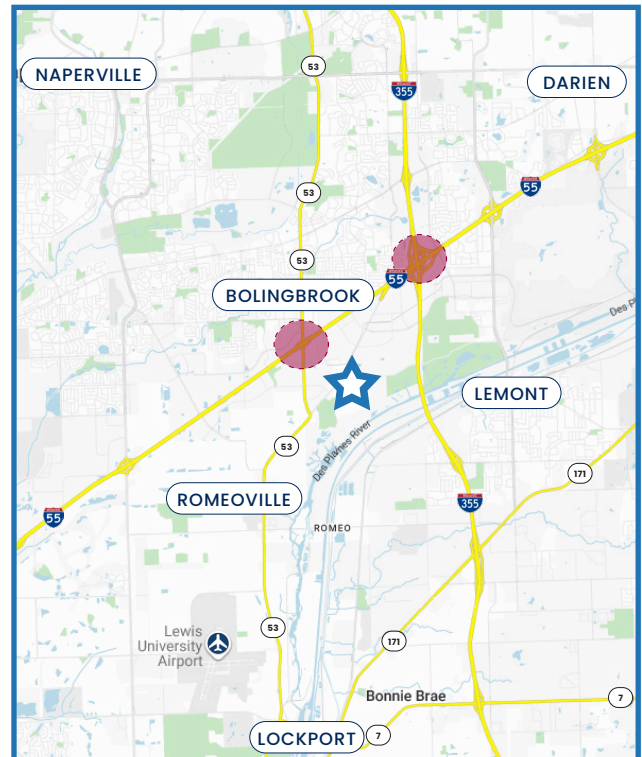 53
NAPERVILLE
355
DARIEN
55
53
53
55
BOLINGBROOK
Des Pl
LEMONT
53
Des Plaines River
171
ROMEOVILLE
355
55
ROMEO
53
Lewis
University
Airport
171
Bonnie Brae
7
LOCKPORT
7